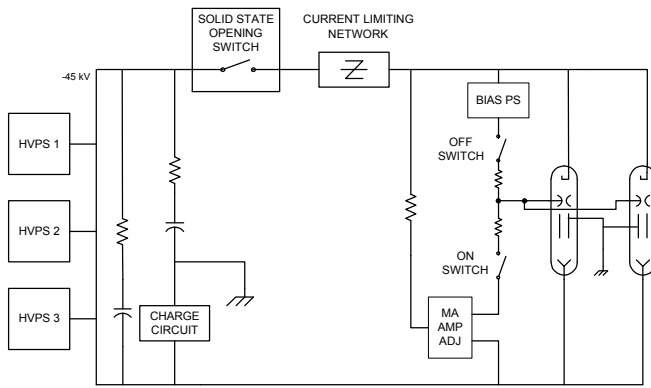 SOLID STATE
OPENING
SWITCH
CURRENT LIMITING
NETWORK
-45 kV
HVPS 1
BIAS PS
OFF
SWITCH
HVPS 2
ON
SWITCH
HVPS 3
CHARGE
CIRCUIT
MA
AMP
ADJ